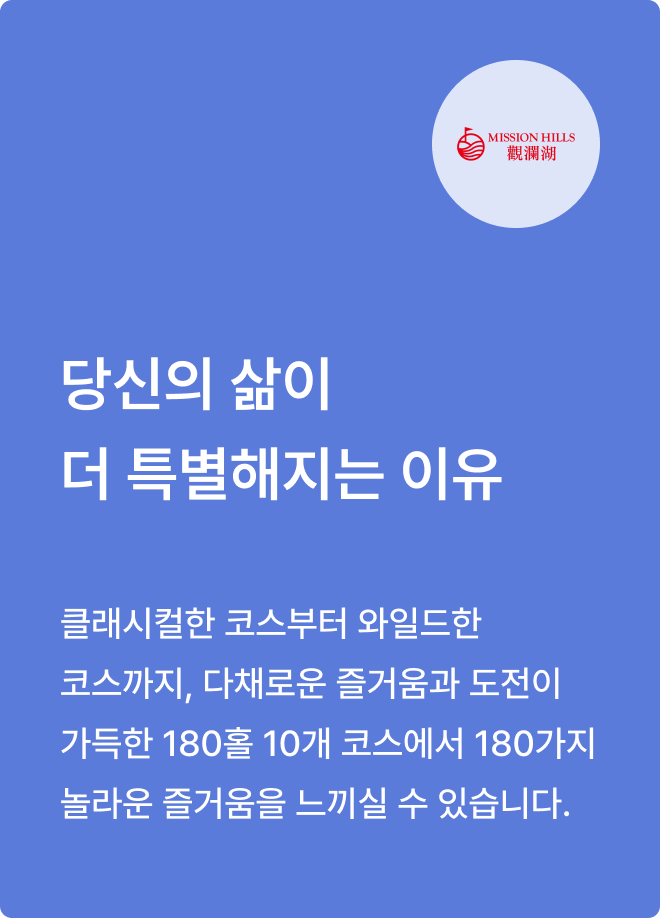 MISSION HILLS
觀瀾湖
당신의 삶이
더 특별해지는 이유
클래시컬한 코스부터 와일드한
코스까지, 다채로운 즐거움과 도전이
가득한 180홀 10개 코스에서 180가지
놀라운 즐거움을 느끼실 수 있습니다.